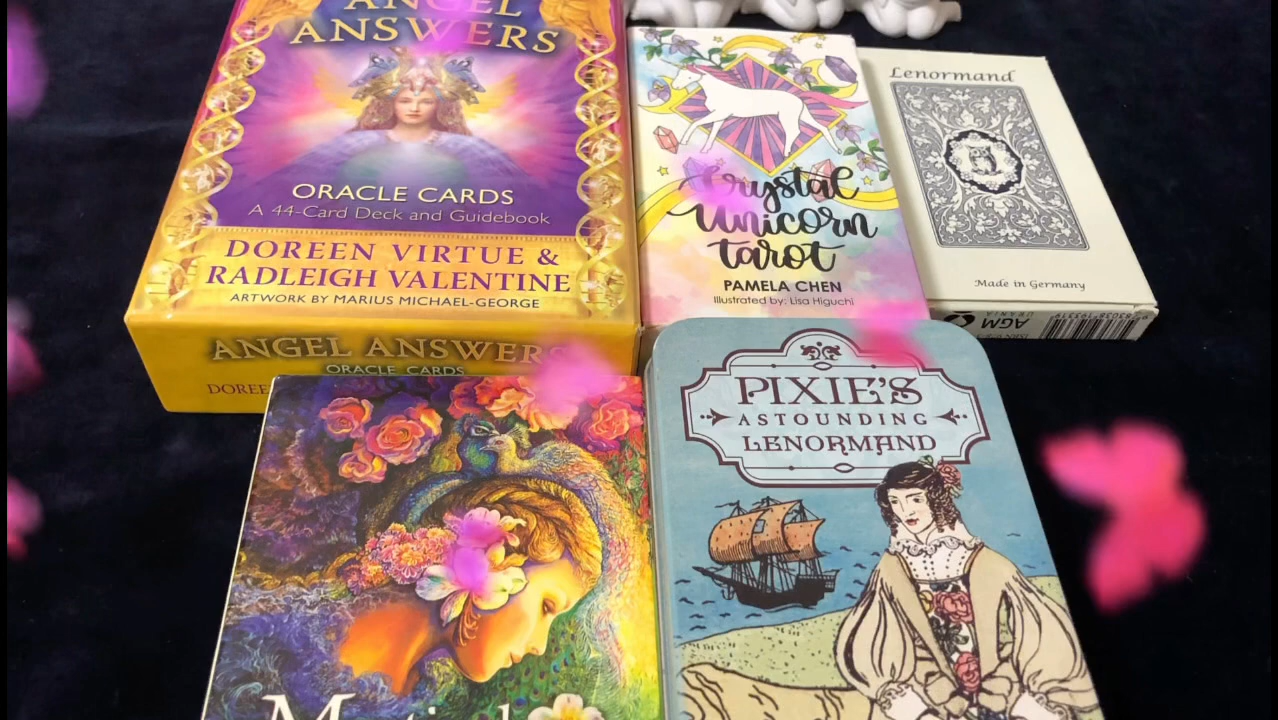 ANGEL
ANSWERS
ORACLE CARDS
A 44-Card Deck and Guidebook
DOREEN VIRTUE &
RADLEIGH VALENTINE
ARTWORK BY MARIUS MICHAEL-GEORGE
ANGEL ANSWERS
ORACLE CARDS
Crystal
Unicorn
tarot
PAMELA CHEN
Illustrated by: Lisa Higuchi
Lenormand
Made in Germany
AGM
URANIA
PIXIE'S
ASTOUNDING
LENORMAND